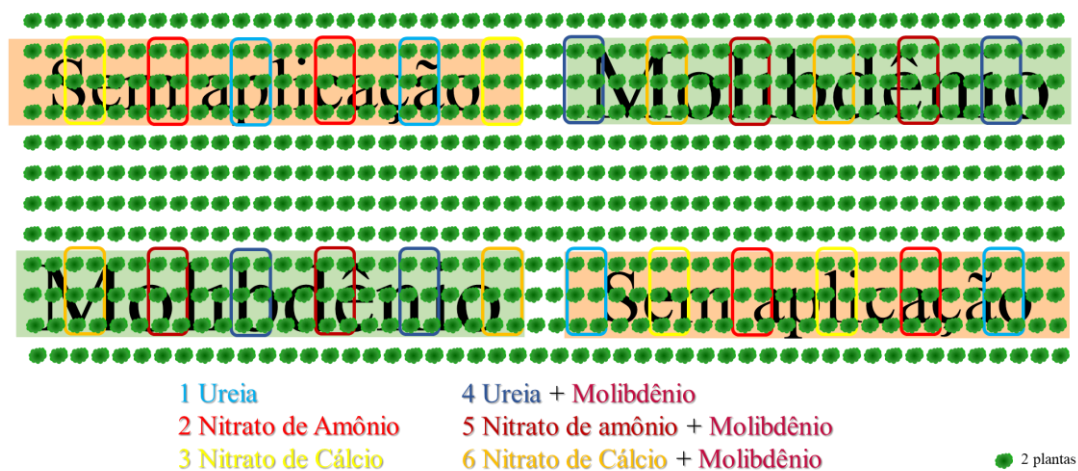 Sem aplicação
Molibdênio
Molibdênio
Sem aplicação
1 Ureia
2 Nitrato de Amônio
3 Nitrato de Cálcio
4 Ureia + Molibdênio
5 Nitrato de amônio + Molibdênio
6 Nitrato de Cálcio + Molibdênio
2 plantas